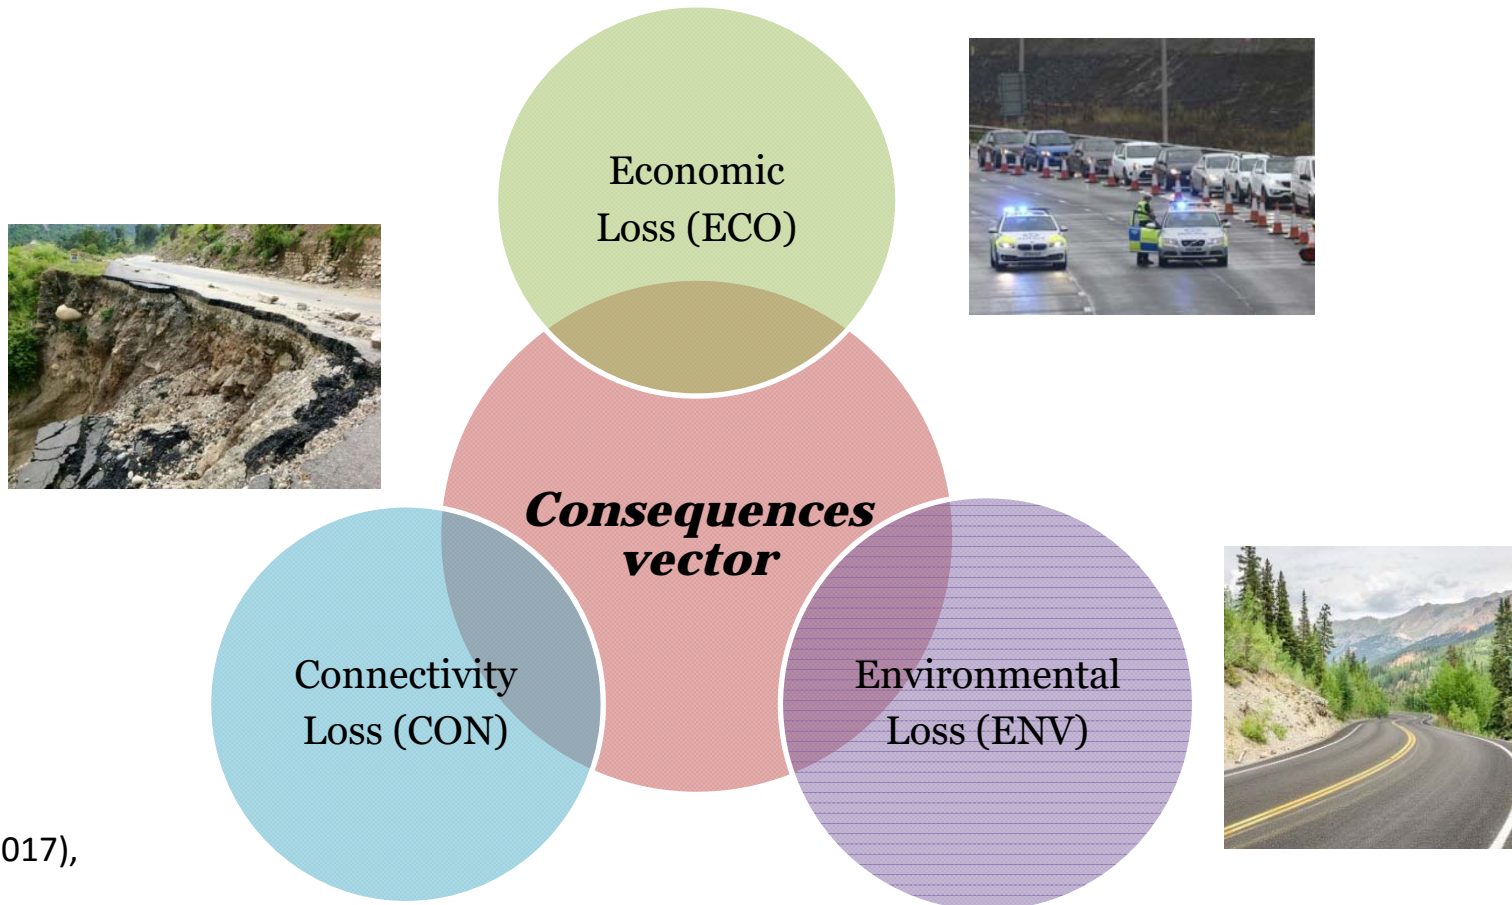 Economic
Loss (ECO)
Consequences
vector
Connectivity
Loss (CON)
Environmental
Loss (ENV)
017),